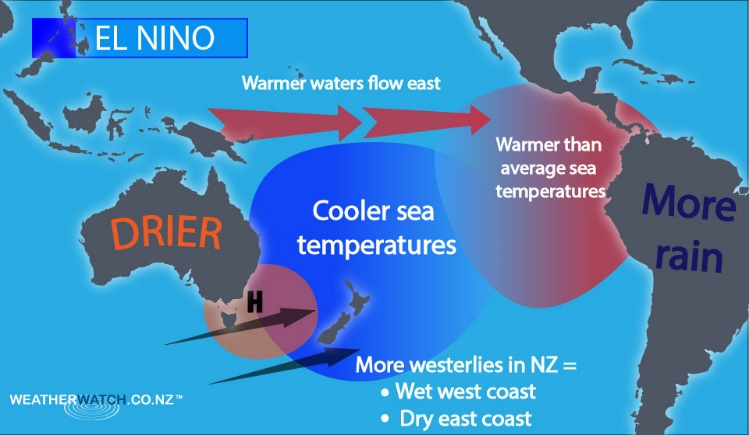 EL NINO
Warmer waters flow east
Warmer than
average sea
temperatures
Cooler sea
temperatures
More
rain
DRIER
H
More westerlies in NZ =
• Wet west coast
• Dry east coast
WEATHERWATCH.CO.NZ™